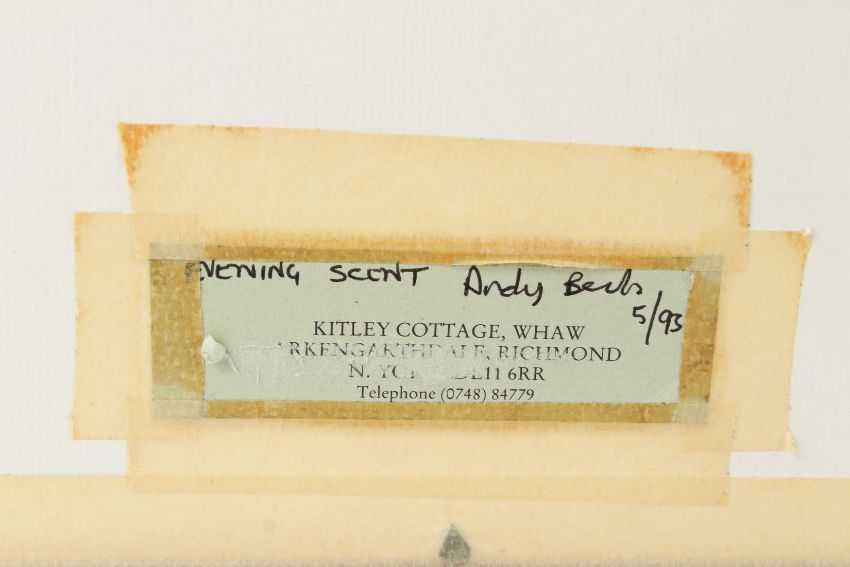 EVENING SCENT Andy Beck
5/93
KITLEY COTTAGE, WHAW
ARKENGARTHDALE, RICHMOND
N. YO DL11 6RR
Telephone (0748) 84779